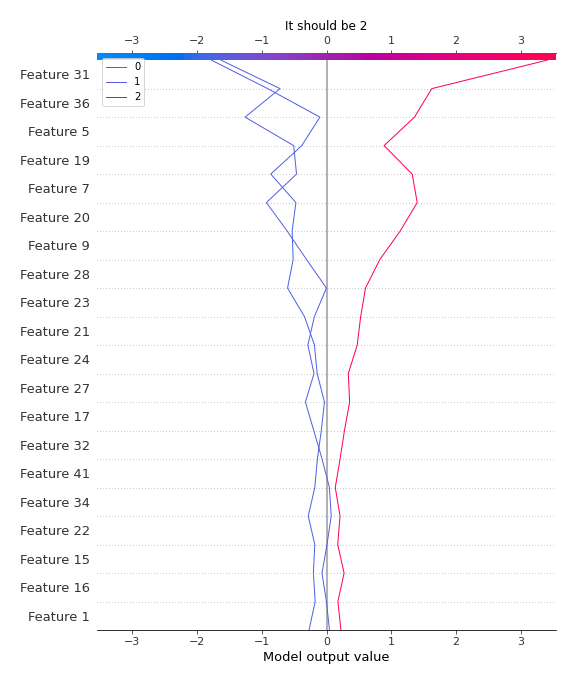 It should be 2
−3 −2 −1 0 1 2 3
0
1
2
Feature 31
Feature 36
Feature 5
Feature 19
Feature 7
Feature 20
Feature 9
Feature 28
Feature 23
Feature 21
Feature 24
Feature 27
Feature 17
Feature 32
Feature 41
Feature 34
Feature 22
Feature 15
Feature 16
Feature 1
−3 −2 −1 0 1 2 3
Model output value